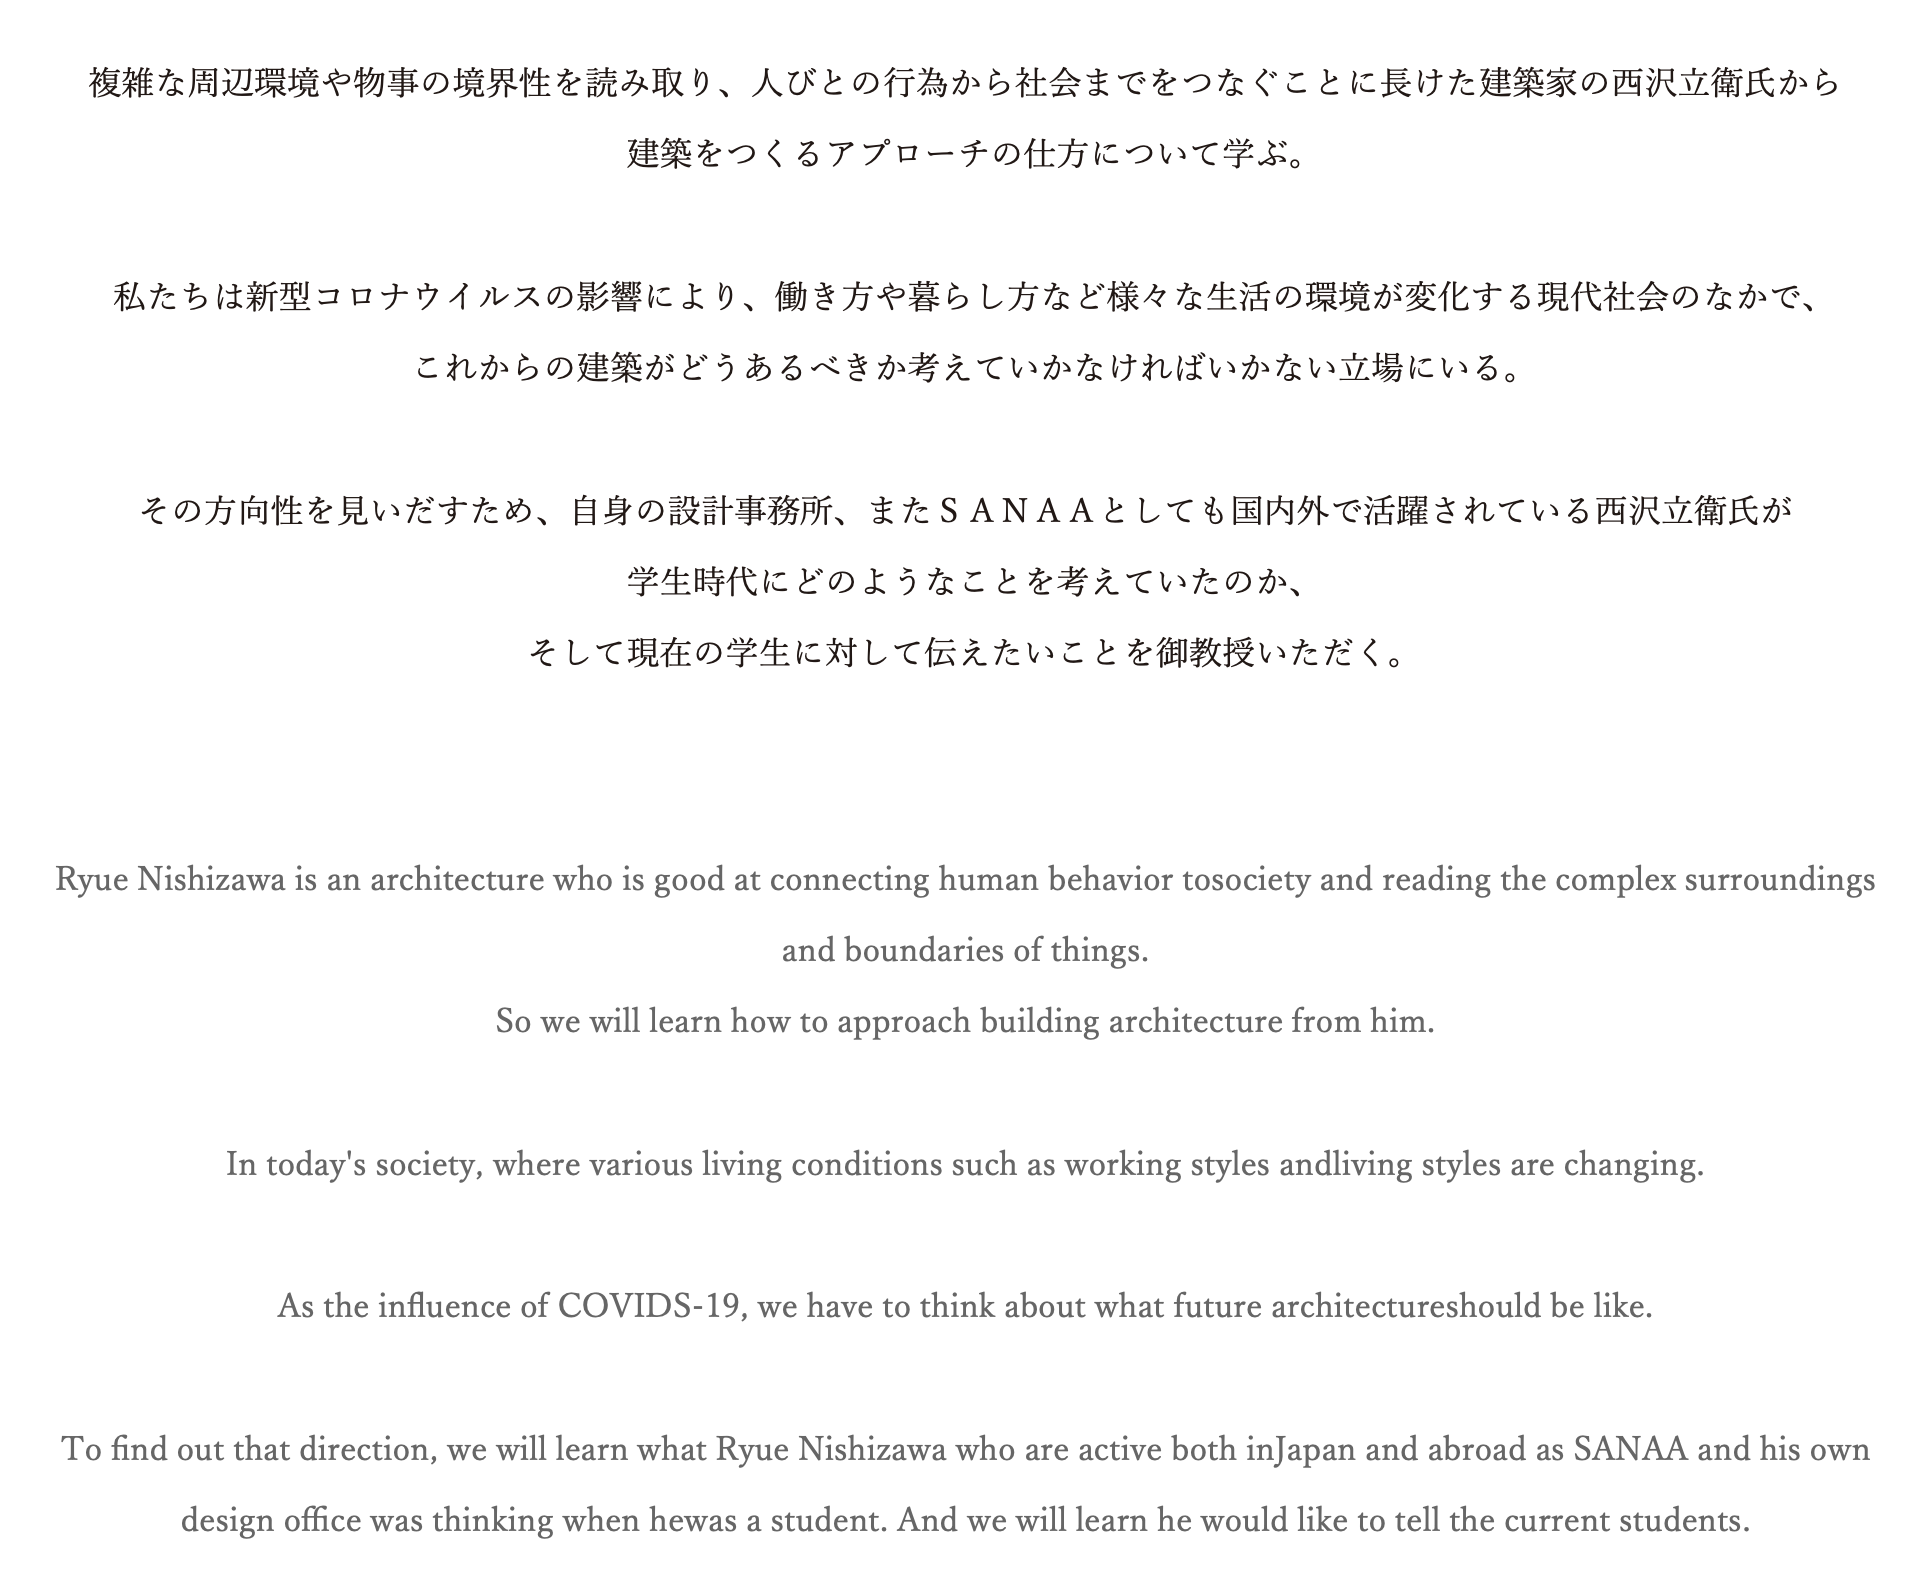 複雑な周辺環境や物事の境界性を読み取り、人びとの行為から社会までをつなぐことに長けた建築家の西沢立衛氏から
建築をつくるアプローチの仕方について学ぶ。
私たちは新型コロナウイルスの影響により、働き方や暮らし方など様々な生活の環境が変化する現代社会のなかで、
これからの建築がどうあるべきか考えていかなければいかない立場にいる。
その方向性を見いだすため、自身の設計事務所、またＳＡＮＡＡとしても国内外で活躍されている西沢立衛氏が
学生時代にどのようなことを考えていたのか、
そして現在の学生に対して伝えたいことを御教授いただく。
Ryue Nishizawa is an architecture who is good at connecting human behavior tosociety and reading the complex surroundings
and boundaries of things.
So we will learn how to approach building architecture from him.
In today's society, where various living conditions such as working styles andliving styles are changing.
As the influence of COVIDS-19, we have to think about what future architectureshould be like.
To find out that direction, we will learn what Ryue Nishizawa who are active both inJapan and abroad as SANAA and his own
design office was thinking when hewas a student. And we will learn he would like to tell the current students.